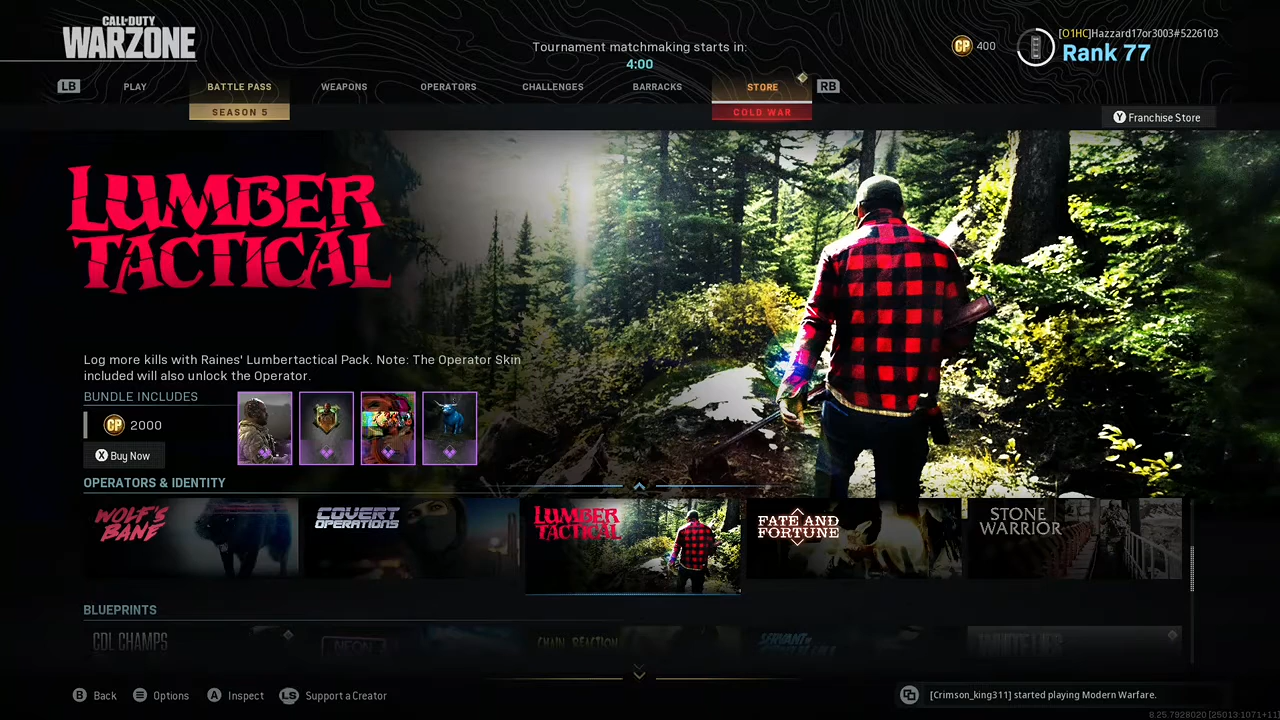 CALL OF DUTY
WARZONE
Tournament matchmaking starts in:
4:00
CP 400
[O1HC]Hazzard17or3003#5226103
Rank 77
LB PLAY BATTLE PASS WEAPONS OPERATORS CHALLENGES BARRACKS STORE RB
SEASON 5 COLD WAR
Y Franchise Store
LUMBER
TACTICAL
Log more kills with Raines' Lumbertactical Pack. Note: The Operator Skin
included will also unlock the Operator.
BUNDLE INCLUDES
CP 2000
X Buy Now
OPERATORS & IDENTITY
WOLF'S
BANE
COVERT
OPERATIONS
LUMBER
TACTICAL
FATE AND
FORTUNE
STONE
WARRIOR
BLUEPRINTS
CDL CHAMPS
NEON
CHAIN REACTION
SERVANT
B Back Options A Inspect LS Support a Creator
[Crimson_king311] started playing Modern Warfare.